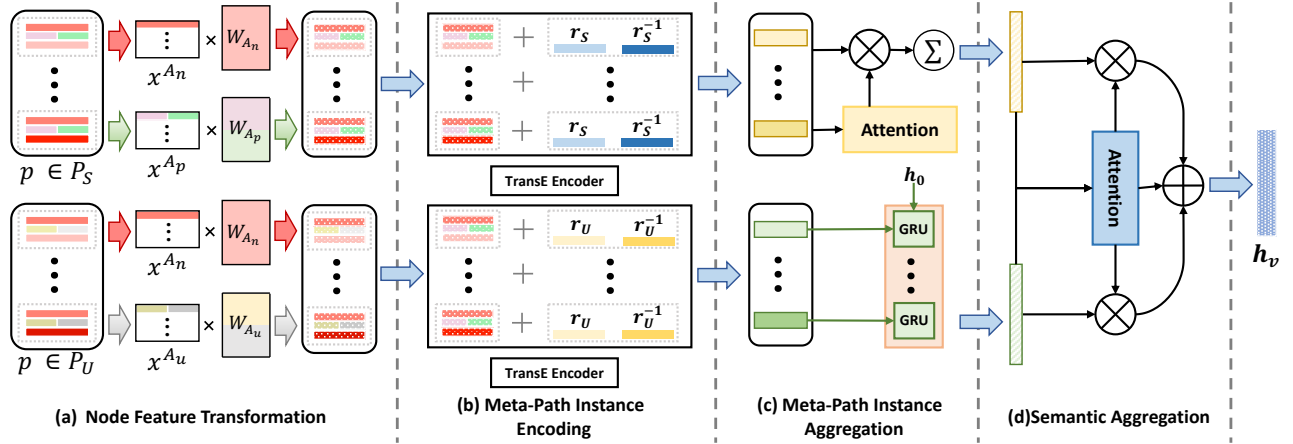 x^{A_n} × W_{A_n}
x^{A_p} × W_{A_p}
p ∈ P_S
x^{A_n} × W_{A_n}
x^{A_u} × W_{A_u}
p ∈ P_U
(a) Node Feature Transformation
+ r_S r_S^{-1}
+
+ r_S r_S^{-1}
TransE Encoder
+ r_U r_U^{-1}
+
+ r_U r_U^{-1}
TransE Encoder
(b) Meta-Path Instance
Encoding
Σ
Attention
h_0
GRU
GRU
(c) Meta-Path Instance
Aggregation
Attention
(d)Semantic Aggregation
h_v